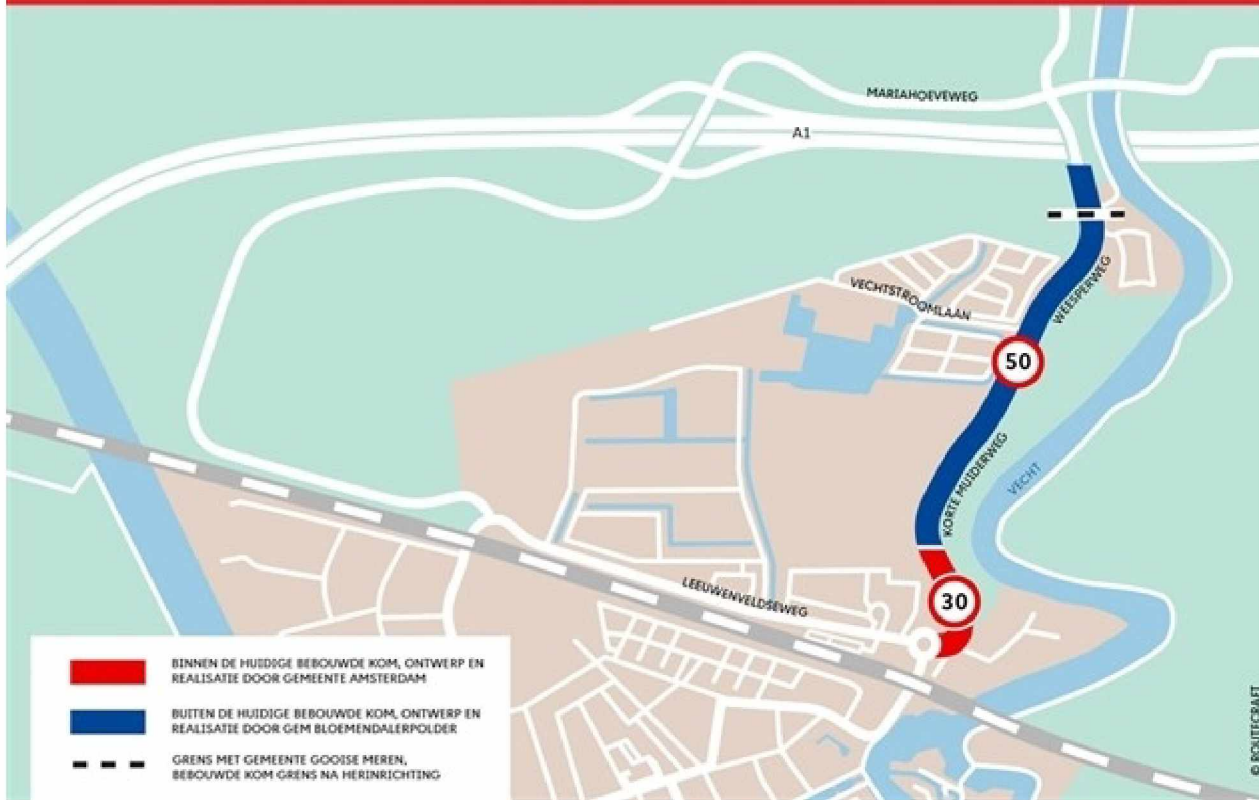 MARIAHOEVEWEG
A1
VECHTSTROOMLAAN
WEESPERWEG
50
KORTE MUIDERWEG
VECHT
30
LEEUWENVELDSEWEG
BINNEN DE HUIDIGE BEBOUWDE KOM, ONTWERP EN
REALISATIE DOOR GEMEENTE AMSTERDAM
BUITEN DE HUIDIGE BEBOUWDE KOM, ONTWERP EN
REALISATIE DOOR GEM BLOEMENDALERPOLDER
GRENS MET GEMEENTE GOOISE MEREN,
BEBOUWDE KOM GRENS NA HERINRICHTING
© ROUTECRAFT